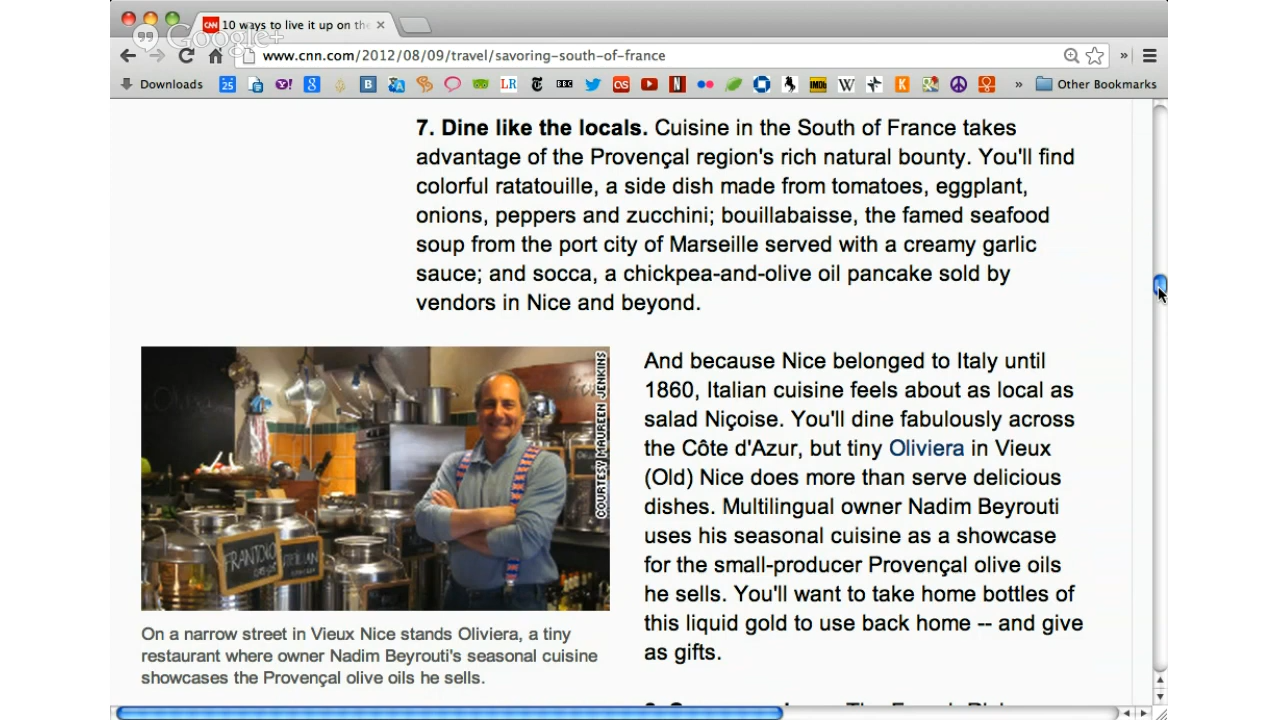 10 ways to live it up on the
Google+
www.cnn.com/2012/08/09/travel/savoring-south-of-france
Downloads
Other Bookmarks
7. Dine like the locals. Cuisine in the South of France takes
advantage of the Provençal region's rich natural bounty. You'll find
colorful ratatouille, a side dish made from tomatoes, eggplant,
onions, peppers and zucchini; bouillabaisse, the famed seafood
soup from the port city of Marseille served with a creamy garlic
sauce; and socca, a chickpea-and-olive oil pancake sold by
vendors in Nice and beyond.
COURTESY MAUREEN JENKINS
FRANTOIO
On a narrow street in Vieux Nice stands Oliviera, a tiny
restaurant where owner Nadim Beyrouti's seasonal cuisine
showcases the Provençal olive oils he sells.
And because Nice belonged to Italy until
1860, Italian cuisine feels about as local as
salad Niçoise. You'll dine fabulously across
the Côte d'Azur, but tiny Oliviera in Vieux
(Old) Nice does more than serve delicious
dishes. Multilingual owner Nadim Beyrouti
uses his seasonal cuisine as a showcase
for the small-producer Provençal olive oils
he sells. You'll want to take home bottles of
this liquid gold to use back home -- and give
as gifts.